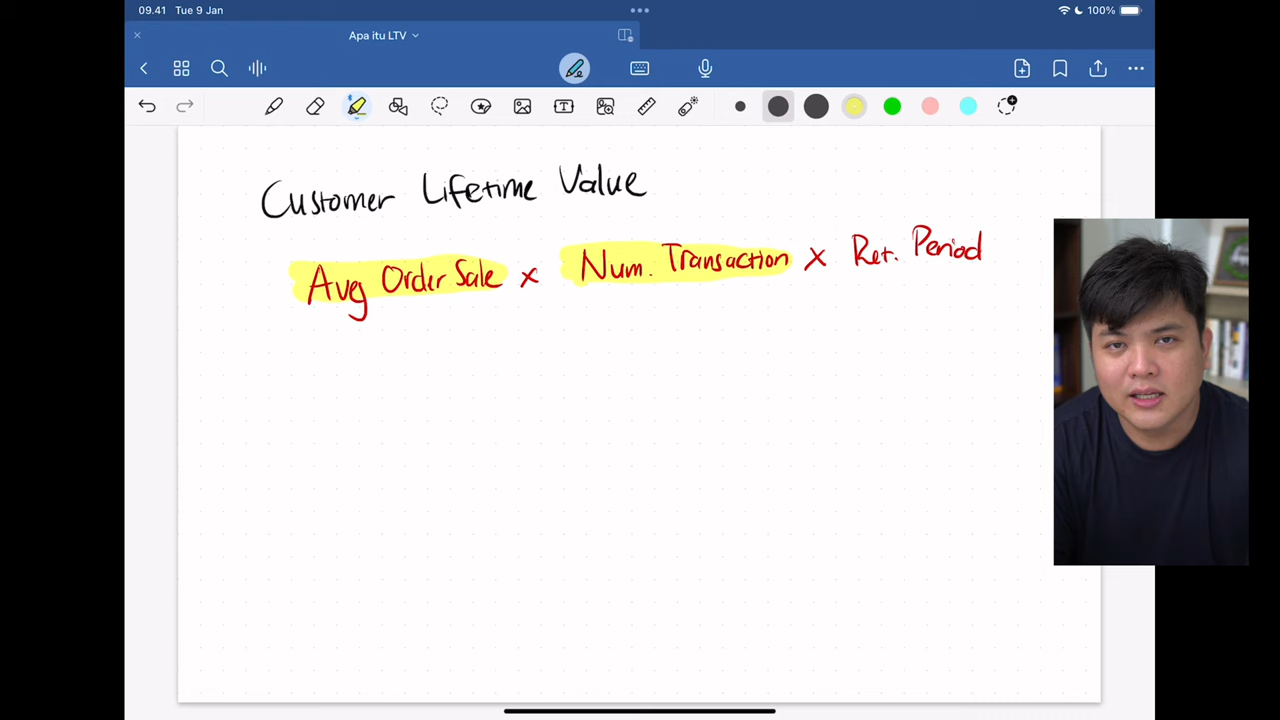 09.41 Tue 9 Jan
100%
Apa itu LTV
Customer Lifetime Value
Avg Order Sale x Num. Transaction x Ret. Period